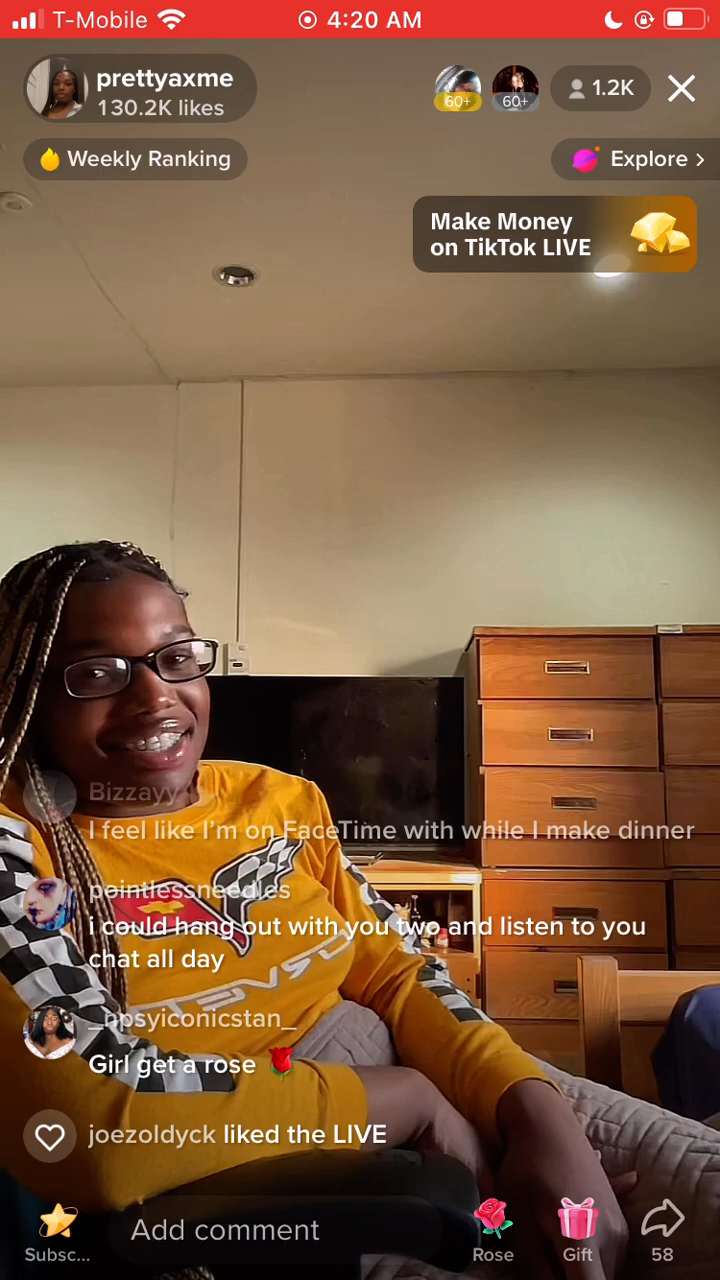 T-Mobile
4:20 AM
prettyaxme
130.2K likes
60+
60+
1.2K
Weekly Ranking
Explore >
Make Money
on TikTok LIVE
Bizzayy
I feel like I'm on FaceTime with while I make dinner
pointlessneedles
i could hang out with you two and listen to you
chat all day
_npsyiconicstan_
Girl get a rose 🌹
joezoldyck liked the LIVE
Add comment
Subsc...
Rose
Gift
58